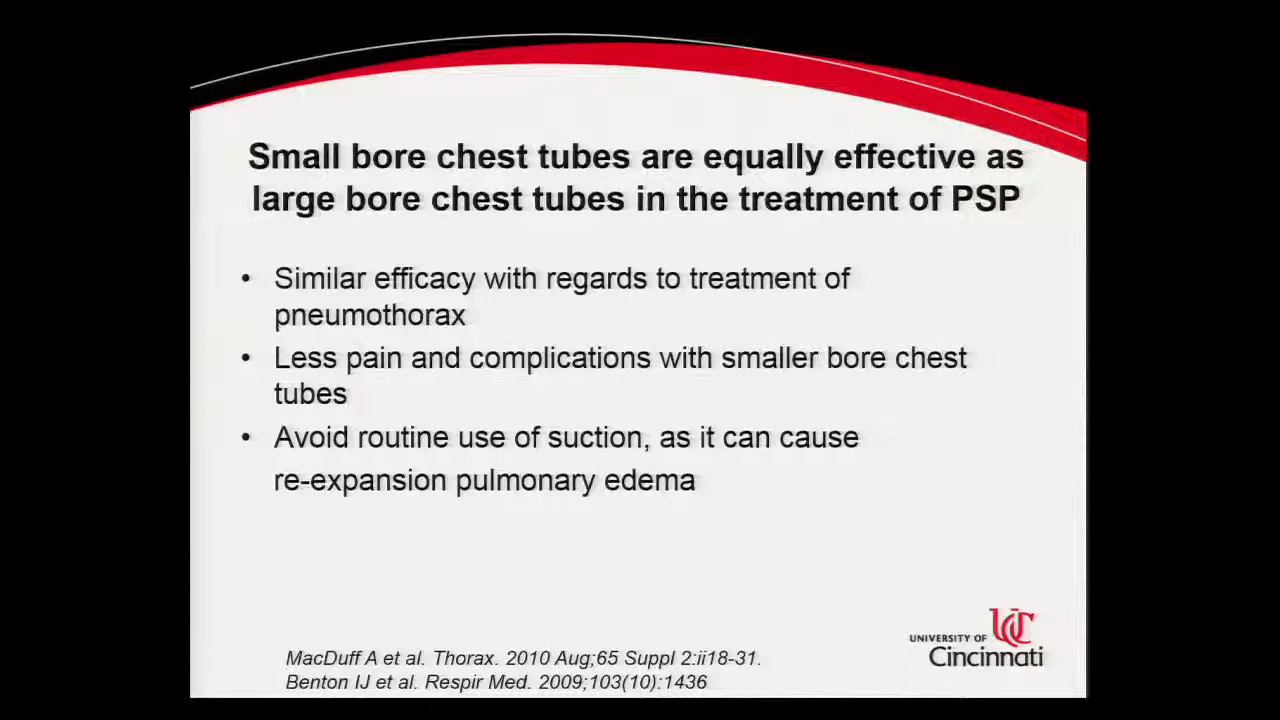 Small bore chest tubes are equally effective as
large bore chest tubes in the treatment of PSP
• Similar efficacy with regards to treatment of
pneumothorax
• Less pain and complications with smaller bore chest
tubes
• Avoid routine use of suction, as it can cause
re-expansion pulmonary edema
MacDuff A et al. Thorax. 2010 Aug;65 Suppl 2:ii18-31.
Benton IJ et al. Respir Med. 2009;103(10):1436
UC
UNIVERSITY OF
Cincinnati